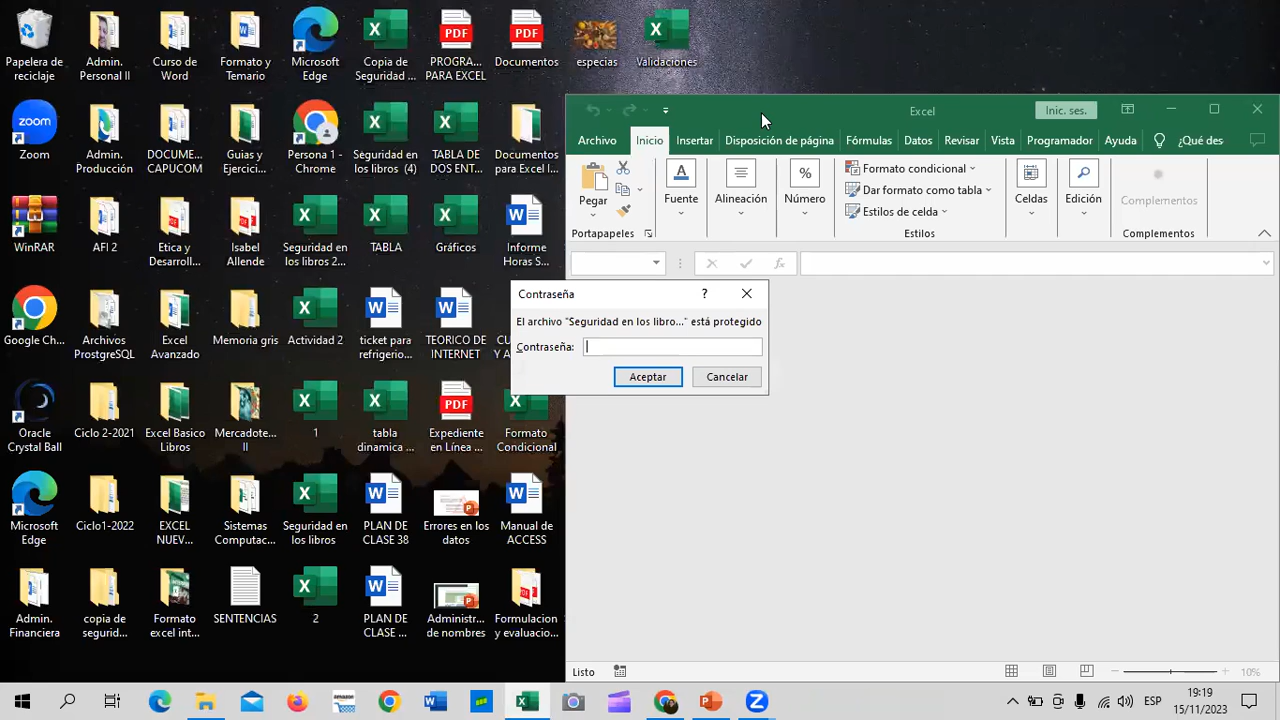 Papelera de
reciclaje
Admin.
Personal II
Curso de
Word
Formato y
Temario
Microsoft
Edge
Copia de
Seguridad ...
PROGRA...
PARA EXCEL
Documentos
especias
Validaciones
Zoom
Admin.
Producción
DOCUME...
CAPUCOM
Guias y
Ejercici...
Persona 1 -
Chrome
Seguridad en
los libros (4)
TABLA DE
DOS ENT...
Documentos
para Excel I...
WinRAR
AFI 2
Etica y
Desarroll...
Isabel
Allende
Seguridad en
los libros 2...
TABLA
Gráficos
Informe
Horas S...
Google Ch...
Archivos
ProstgreSQL
Excel
Avanzado
Memoria gris
Actividad 2
ticket para
refrigerio...
TEORICO DE
INTERNET
Oracle
Crystal Ball
Ciclo 2-2021
Excel Basico
Libros
Mercadote...
II
1
tabla
dinamica ...
Expediente
en Línea ...
Formato
Condicional
Microsoft
Edge
Ciclo1-2022
EXCEL
NUEV...
Sistemas
Computac...
Seguridad en
los libros
PLAN DE
CLASE 38
Errores en los
datos
Manual de
ACCESS
Admin.
Financiera
copia de
segurid...
Formato
excel int...
SENTENCIAS
2
PLAN DE
CLASE ...
Administr...
de nombres
Formulacion
y evaluacio...
Excel
Inic. ses.
Archivo Inicio Insertar Disposición de página Fórmulas Datos Revisar Vista Programador Ayuda ¿Qué des
Pegar
Portapapeles
Fuente
Alineación
Número
Formato condicional
Dar formato como tabla
Estilos de celda
Estilos
Celdas
Edición
Complementos
Complementos
Contraseña
El archivo "Seguridad en los libro..." está protegido
Contraseña:
Aceptar Cancelar
Listo
10%
ESP
19:19
15/11/2023